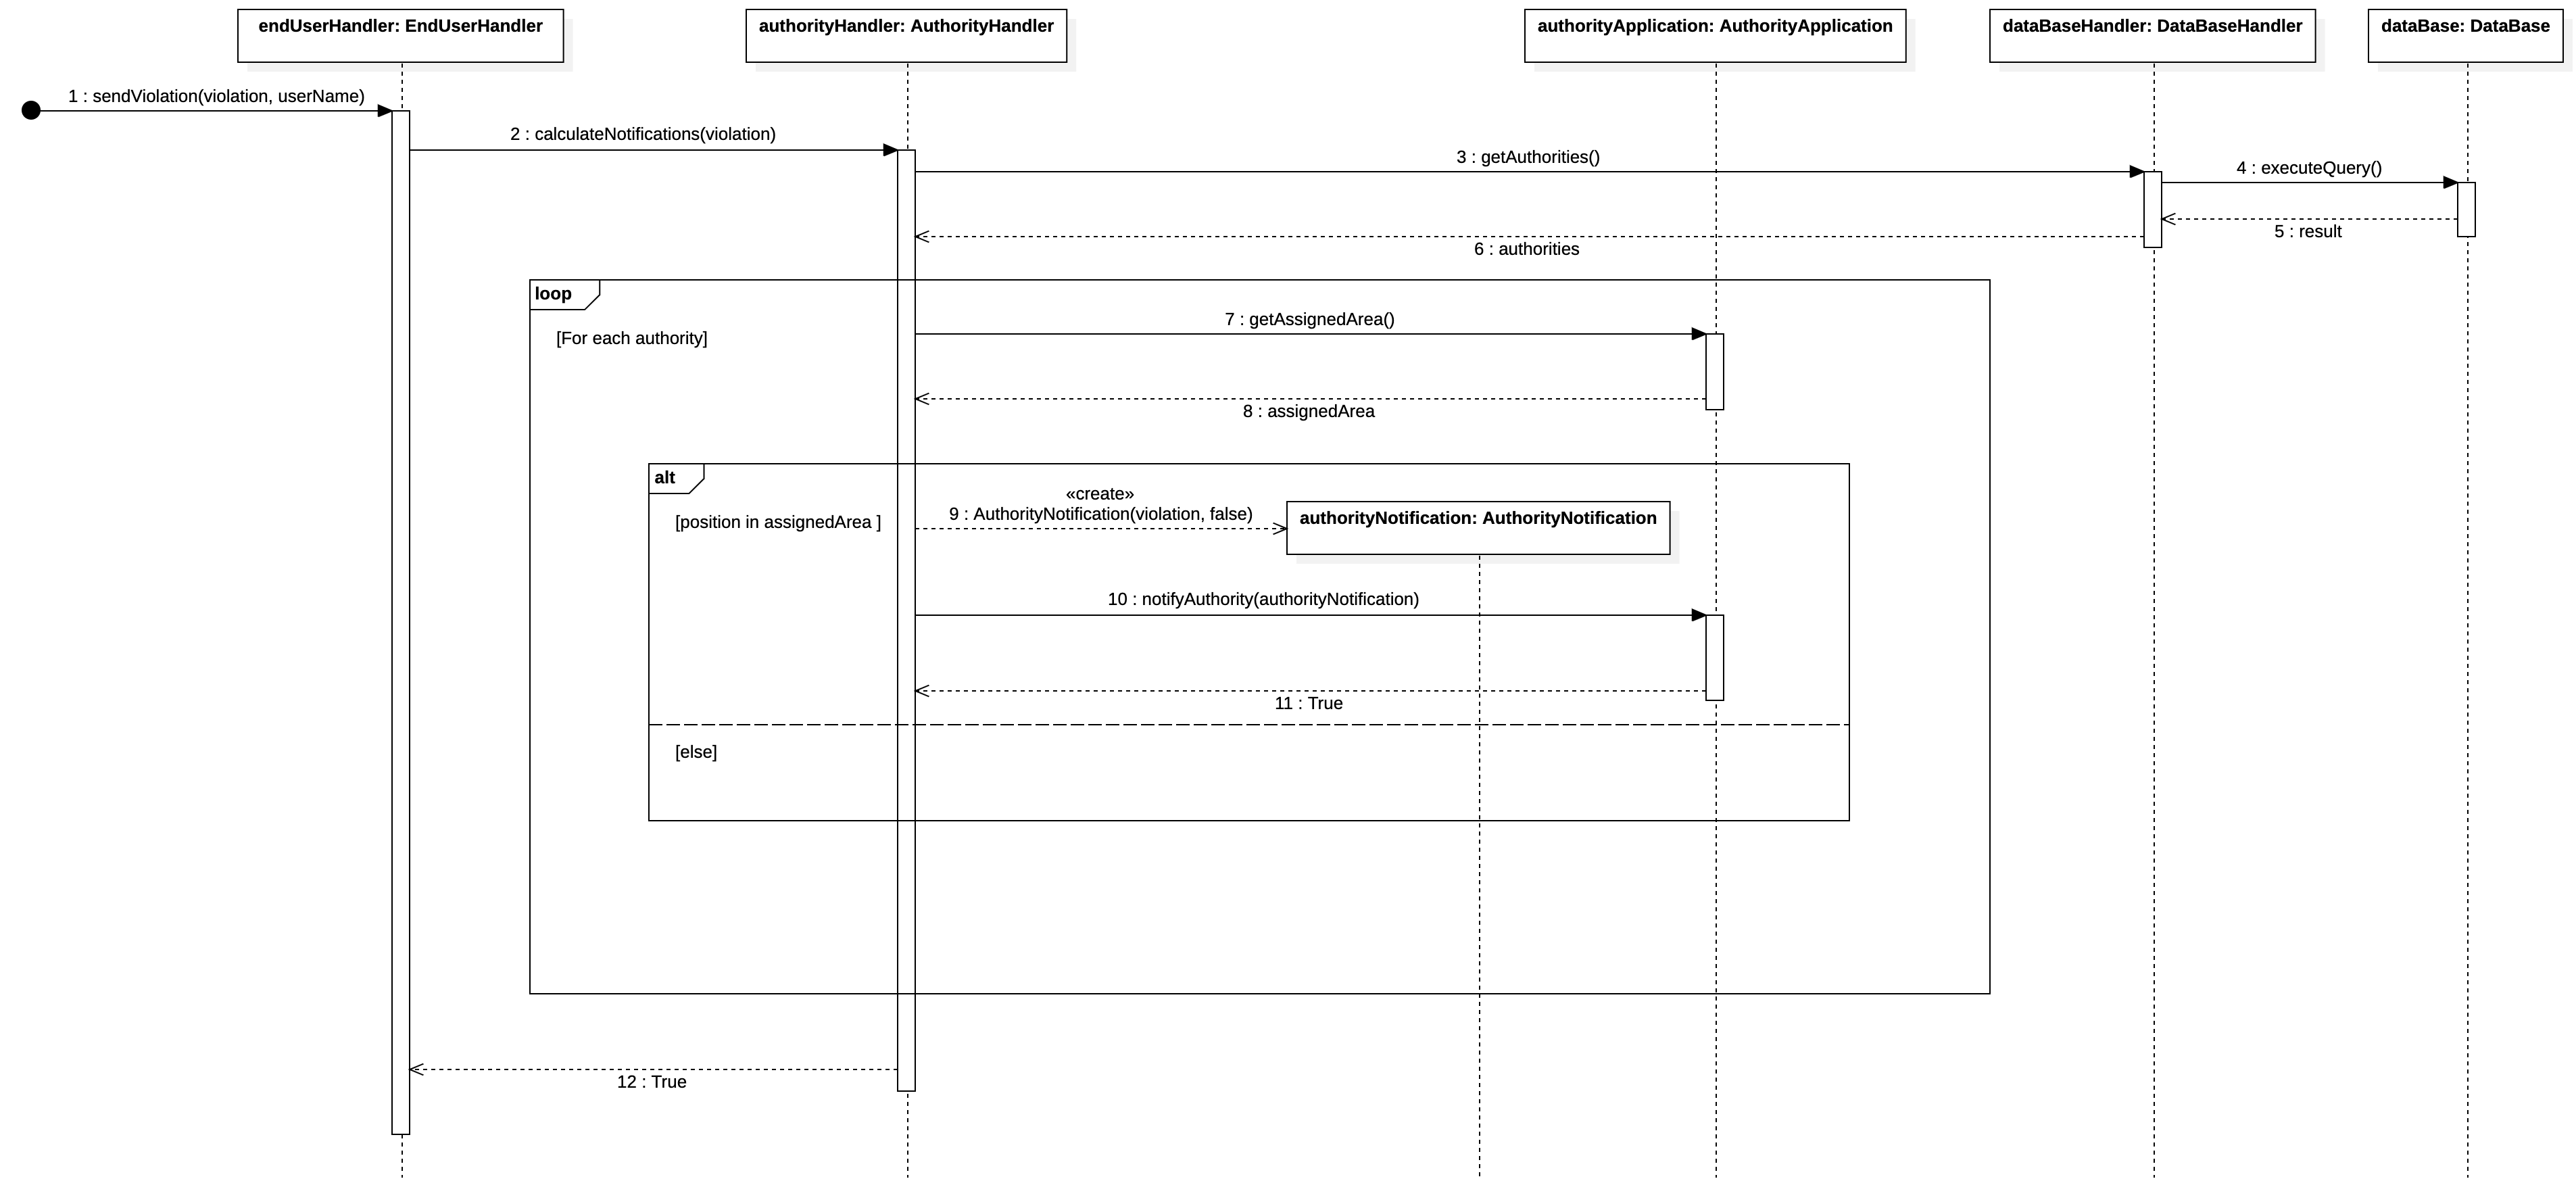 endUserHandler: EndUserHandler
authorityHandler: AuthorityHandler
authorityApplication: AuthorityApplication
dataBaseHandler: DataBaseHandler
dataBase: DataBase
1 : sendViolation(violation, userName)
2 : calculateNotifications(violation)
3 : getAuthorities()
4 : executeQuery()
5 : result
6 : authorities
loop
[For each authority]
7 : getAssignedArea()
8 : assignedArea
alt
[position in assignedArea ]
«create»
9 : AuthorityNotification(violation, false)
authorityNotification: AuthorityNotification
10 : notifyAuthority(authorityNotification)
11 : True
[else]
12 : True